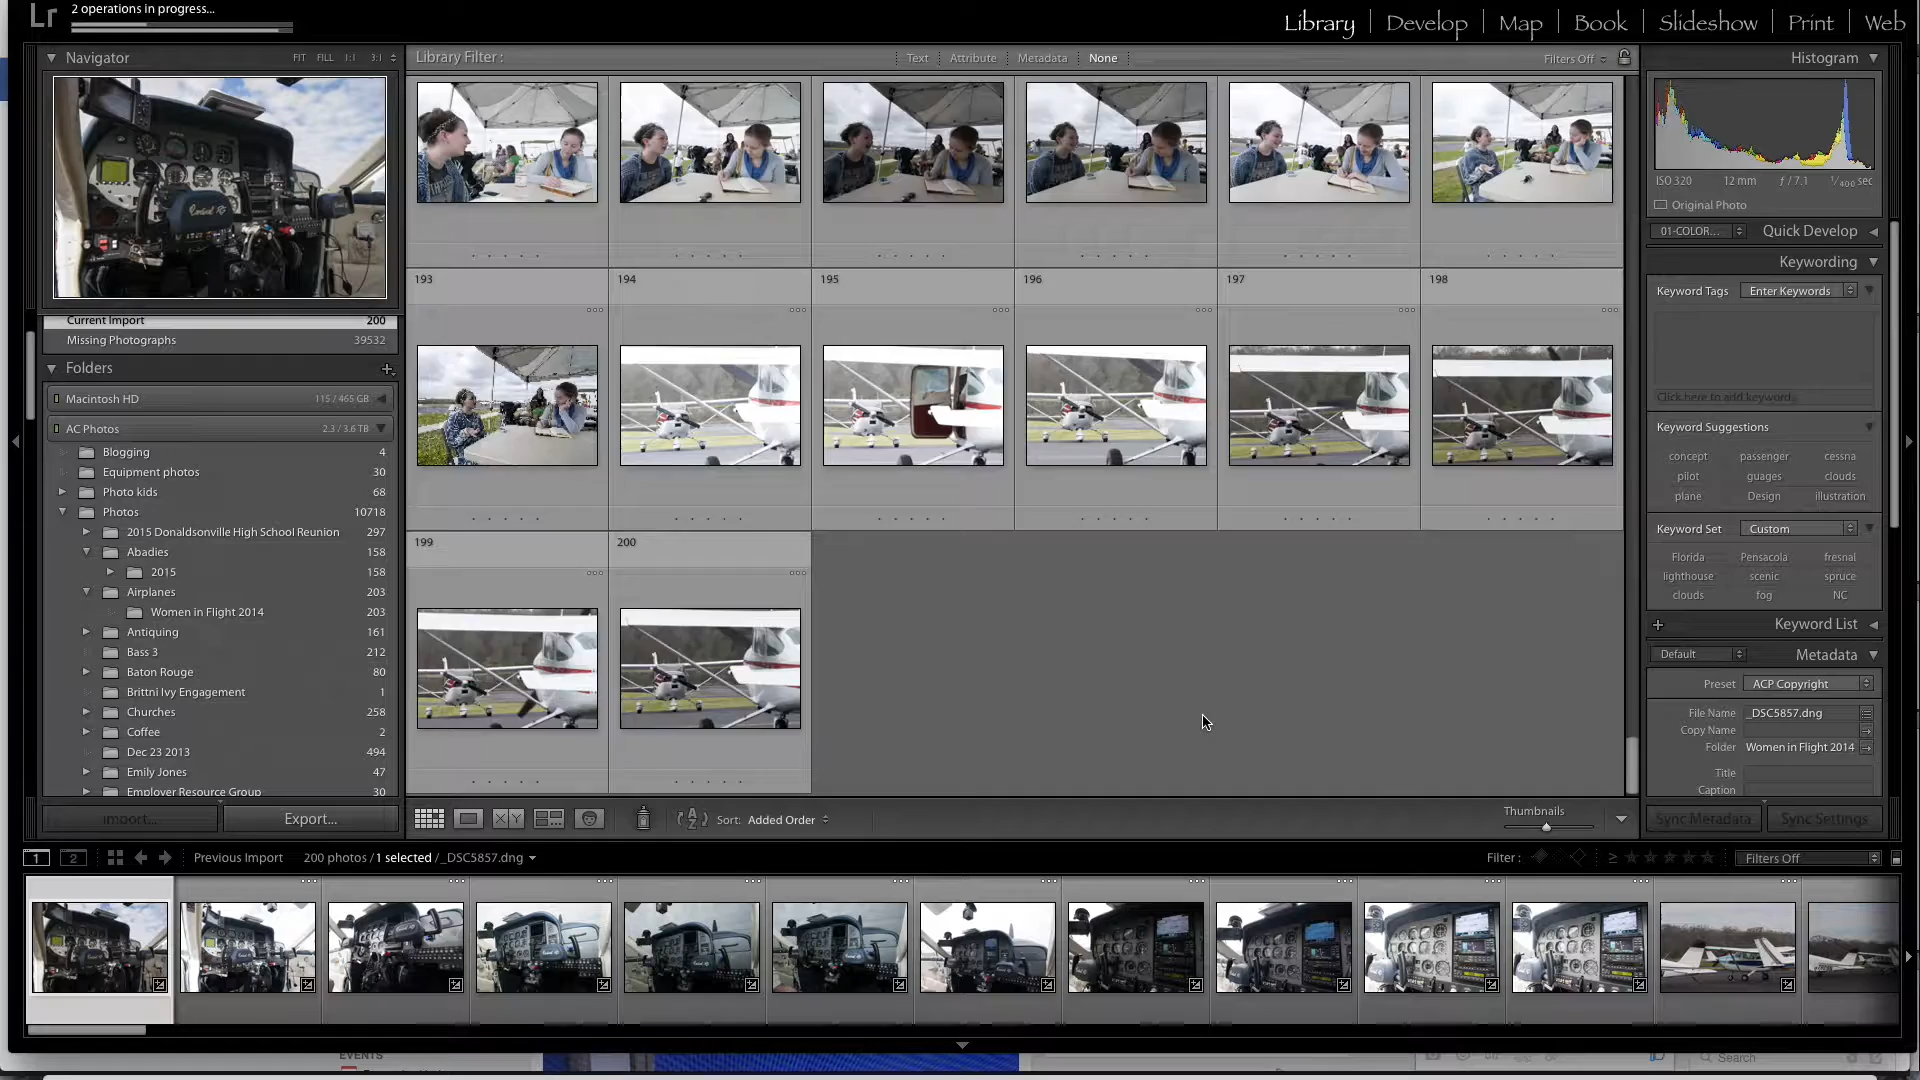 Lr
2 operations in progress...
Library | Develop | Map | Book | Slideshow | Print | Web
Navigator FIT FILL 1:1 3:1
Library Filter : Text Attribute Metadata None Filters Off
Histogram
ISO 320 12 mm ƒ / 7.1 1/400 sec
Original Photo
01-COLOR... Quick Develop
Keywording
Keyword Tags Enter Keywords
Click here to add keyword...
Keyword Suggestions
concept passenger cessna
pilot guages clouds
plane Design illustration
Keyword Set Custom
Florida Pensacola fresnal
lighthouse scenic spruce
clouds fog NC
Keyword List
Default Metadata
Preset ACP Copyright
File Name _DSC5857.dng
Copy Name
Folder Women in Flight 2014
Title
Caption
Sync Metadata Sync Settings
Current Import 200
Missing Photographs 39532
Folders
Macintosh HD 115 / 465 GB
AC Photos 2.3 / 3.6 TB
Blogging 4
Equipment photos 30
Photo kids 68
Photos 10718
2015 Donaldsonville High School Reunion 297
Abadies 158
2015 158
Airplanes 203
Women in Flight 2014 203
Antiquing 161
Bass 3 212
Baton Rouge 80
Brittni Ivy Engagement 1
Churches 258
Coffee 2
Dec 23 2013 494
Emily Jones 47
Employer Resource Group 30
Import... Export...
193 194 195 196 197 198
199 200
Sort: Added Order
Thumbnails
1 2 Previous Import 200 photos / 1 selected / _DSC5857.dng
Filter : Filters Off
EVENTS
Search